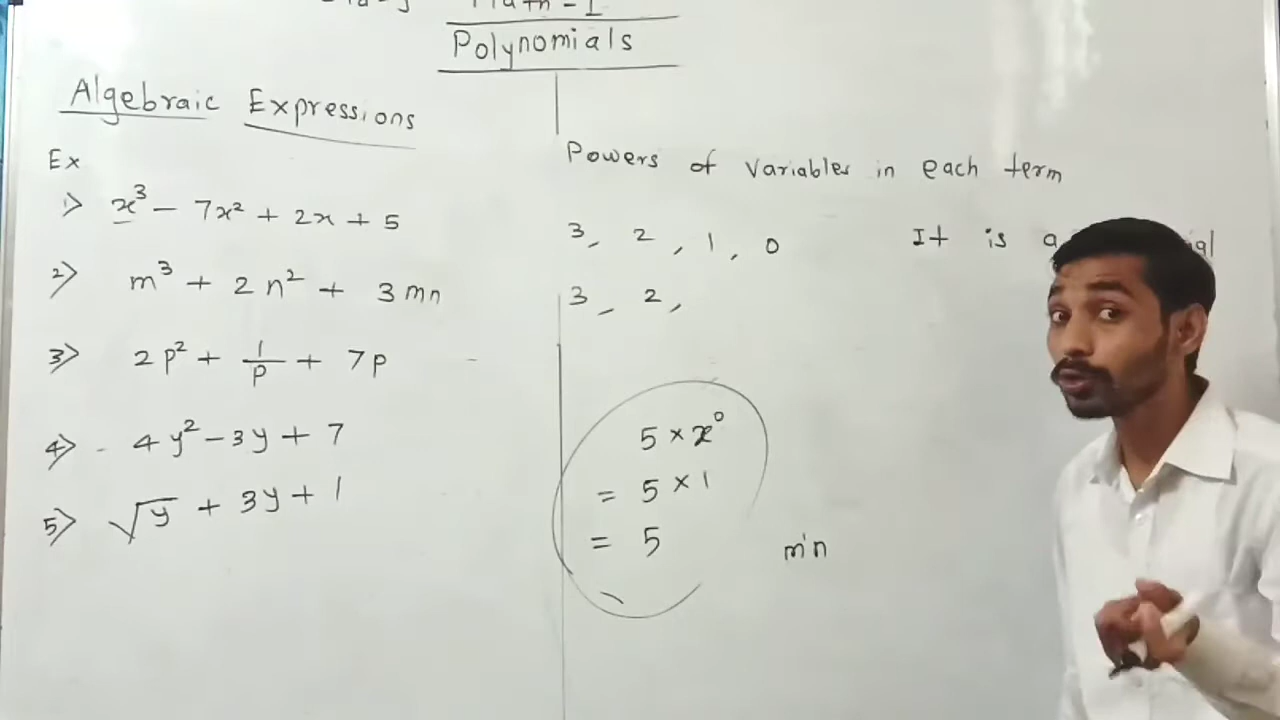 Math - I
Polynomials
Algebraic Expressions
Ex
1> x³ - 7x² + 2x + 5
2> m³ + 2n² + 3mn
3> 2p² + 1/p + 7p
4> 4y² - 3y + 7
5> √y + 3y + 1
Powers of variables in each term
3, 2, 1, 0
It is a
3, 2,
5 × x⁰
= 5 × 1
= 5
m'n